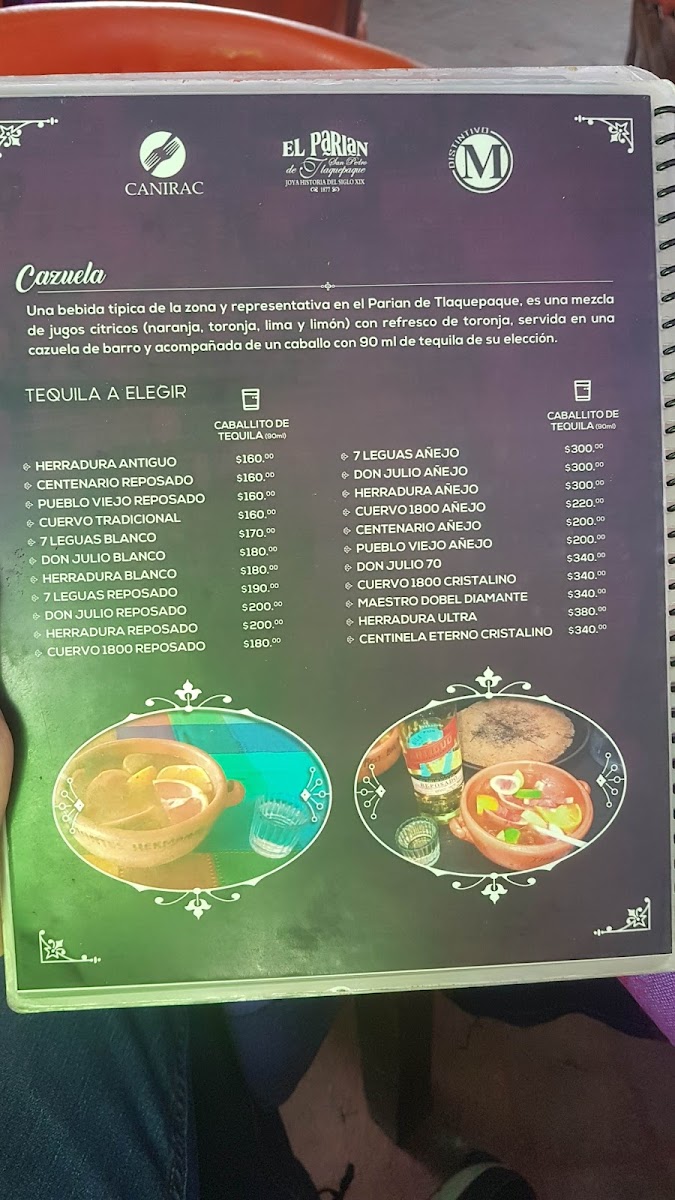 CANIRAC
EL PARIAN
San Pedro
de Tlaquepaque
JOYA HISTORIA DEL SIGLO XIX
1877
DISTINTIVO
M
Cazuela
Una bebida típica de la zona y representativa en el Parian de Tlaquepaque, es una mezcla
de jugos cítricos (naranja, toronja, lima y limón) con refresco de toronja, servida en una
cazuela de barro y acompañada de un caballo con 90 ml de tequila de su elección.
TEQUILA A ELEGIR
CABALLITO DE
TEQUILA (90ml)
HERRADURA ANTIGUO $160.00
CENTENARIO REPOSADO $160.00
PUEBLO VIEJO REPOSADO $160.00
CUERVO TRADICIONAL $160.00
7 LEGUAS BLANCO $170.00
DON JULIO BLANCO $180.00
HERRADURA BLANCO $180.00
7 LEGUAS REPOSADO $190.00
DON JULIO REPOSADO $200.00
HERRADURA REPOSADO $200.00
CUERVO 1800 REPOSADO $180.00
CABALLITO DE
TEQUILA (90ml)
7 LEGUAS AÑEJO $300.00
DON JULIO AÑEJO $300.00
HERRADURA AÑEJO $300.00
CUERVO 1800 AÑEJO $220.00
CENTENARIO AÑEJO $200.00
PUEBLO VIEJO AÑEJO $200.00
DON JULIO 70 $340.00
CUERVO 1800 CRISTALINO $340.00
MAESTRO DOBEL DIAMANTE $340.00
HERRADURA ULTRA $380.00
CENTINELA ETERNO CRISTALINO $340.00